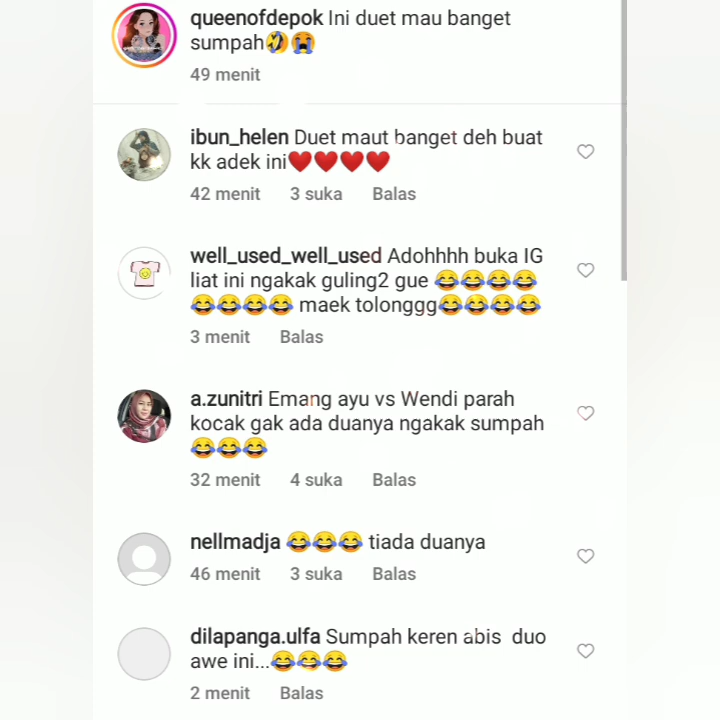 queenofdepok Ini duet mau banget
sumpah🤣😭
49 menit
ibun_helen Duet maut banget deh buat
kk adek ini❤️❤️❤️❤️
42 menit 3 suka Balas
well_used_well_used Adohhhh buka IG
liat ini ngakak guling2 gue 😂😂😂😂
😂😂😂😂 maek tolonggg😂😂😂😂
3 menit Balas
a.zunitri Emang ayu vs Wendi parah
kocak gak ada duanya ngakak sumpah
😂😂😂
32 menit 4 suka Balas
nellmadja 😂😂😂 tiada duanya
46 menit 3 suka Balas
dilapanga.ulfa Sumpah keren abis duo
awe ini...😂😂😂
2 menit Balas